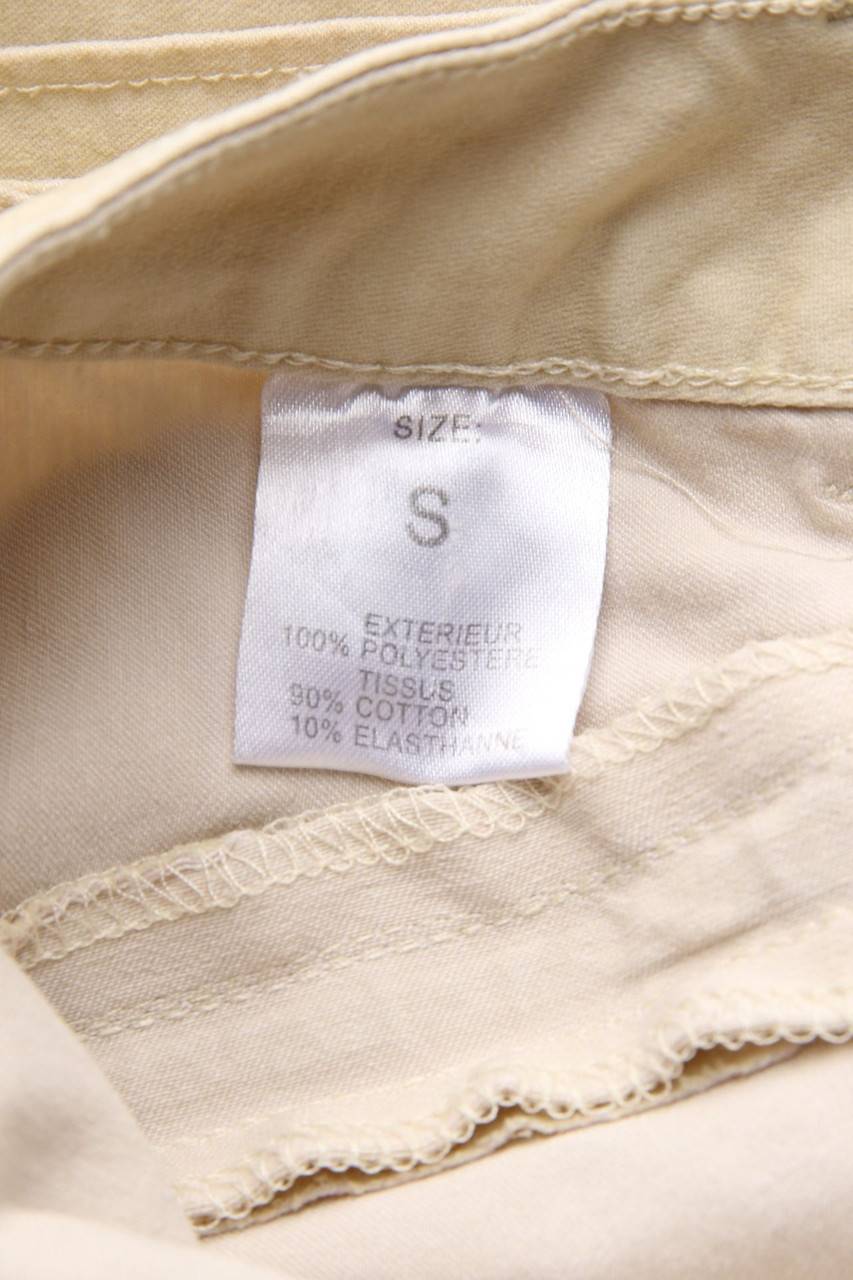 SIZE:
S
EXTERIEUR
100% POLYESTERE
TISSUS
90% COTTON
10% ELASTHANNE